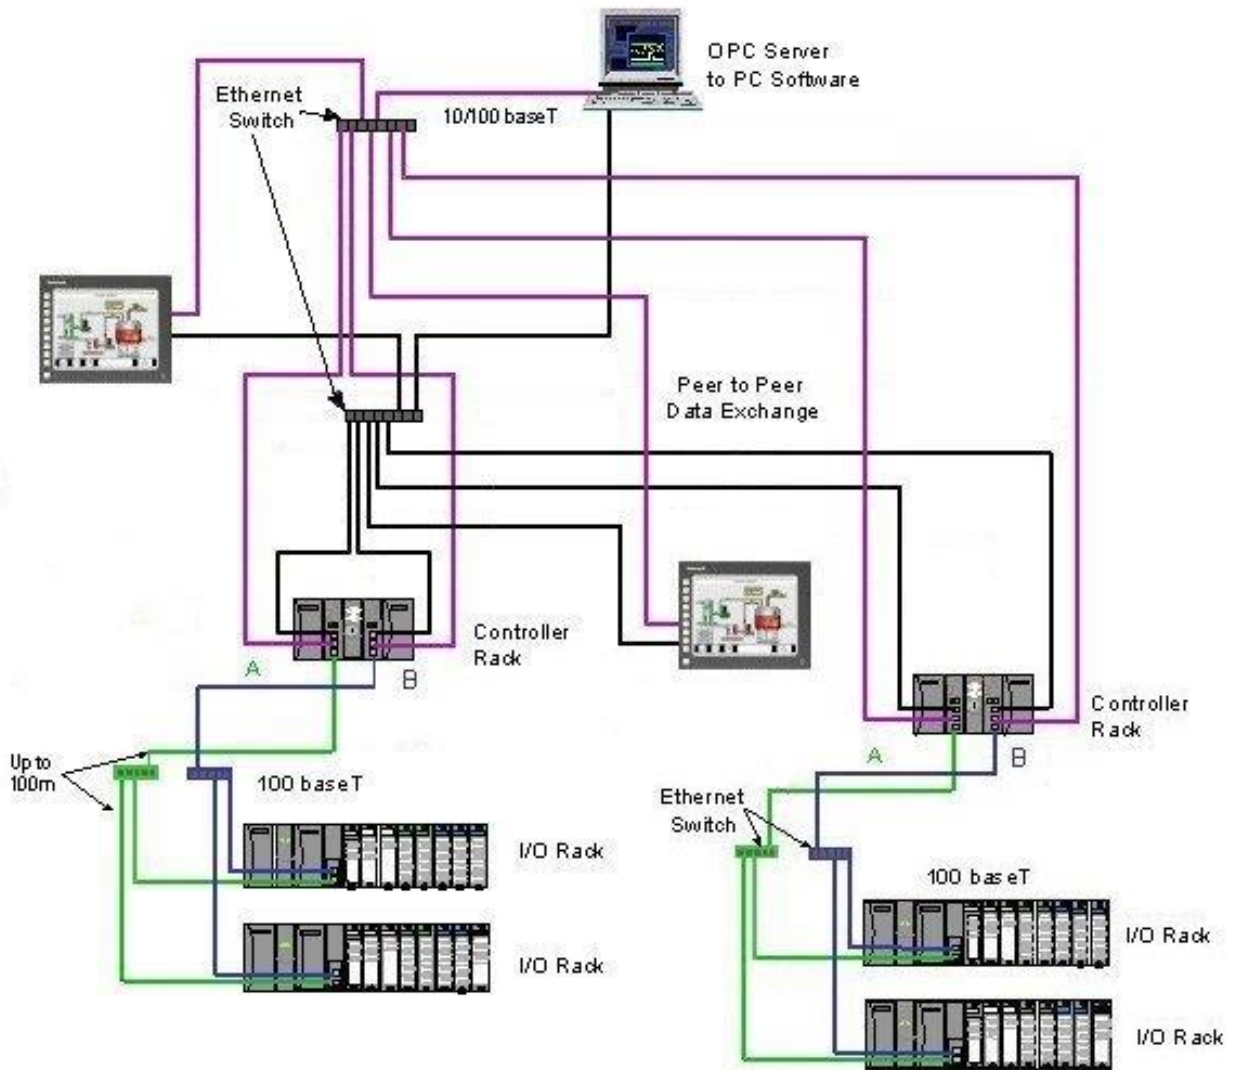 OPC Server
to PC Software
Ethernet
Switch
10/100 baseT
Peer to Peer
Data Exchange
Controller
Rack
A
B
Controller
Rack
A
B
Up to
100m
100 baseT
Ethernet
Switch
I/O Rack
100 baseT
I/O Rack
I/O Rack
I/O Rack